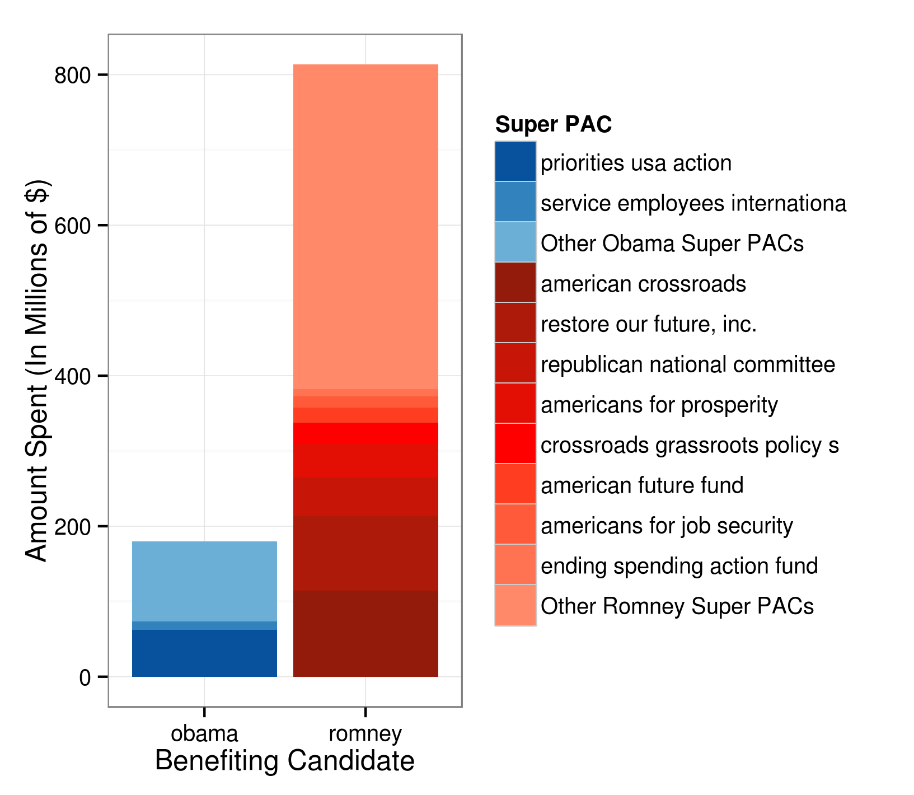 800
600
400
200
0
Amount Spent (In Millions of $)
obama
romney
Benefiting Candidate
Super PAC
priorities usa action
service employees internationa
Other Obama Super PACs
american crossroads
restore our future, inc.
republican national committee
americans for prosperity
crossroads grassroots policy s
american future fund
americans for job security
ending spending action fund
Other Romney Super PACs